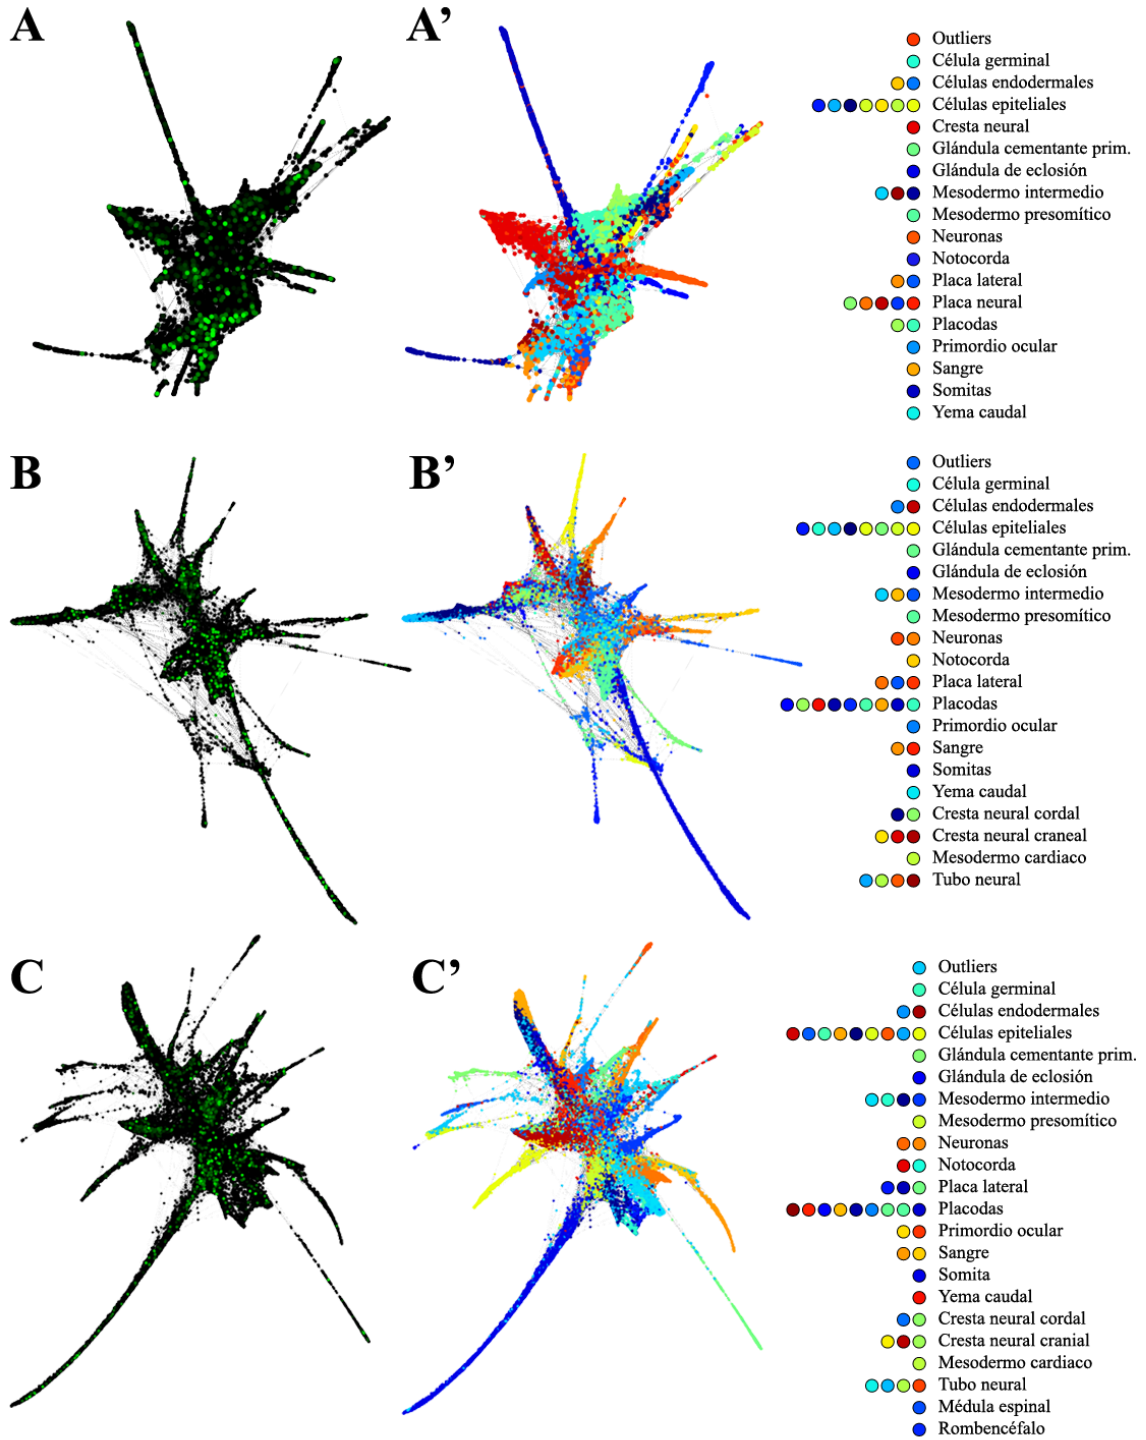 A
A’
Outliers
Célula germinal
Células endodermales
Células epiteliales
Cresta neural
Glándula cementante prim.
Glándula de eclosión
Mesodermo intermedio
Mesodermo presomítico
Neuronas
Notocorda
Placa lateral
Placa neural
Placodas
Primordio ocular
Sangre
Somitas
Yema caudal
B
B’
Outliers
Célula germinal
Células endodermales
Células epiteliales
Glándula cementante prim.
Glándula de eclosión
Mesodermo intermedio
Mesodermo presomítico
Neuronas
Notocorda
Placa lateral
Placodas
Primordio ocular
Sangre
Somitas
Yema caudal
Cresta neural cordal
Cresta neural craneal
Mesodermo cardiaco
Tubo neural
C
C’
Outliers
Célula germinal
Células endodermales
Células epiteliales
Glándula cementante prim.
Glándula de eclosión
Mesodermo intermedio
Mesodermo presomítico
Neuronas
Notocorda
Placa lateral
Placodas
Primordio ocular
Sangre
Somita
Yema caudal
Cresta neural cordal
Cresta neural cranial
Mesodermo cardiaco
Tubo neural
Médula espinal
Rombencéfalo